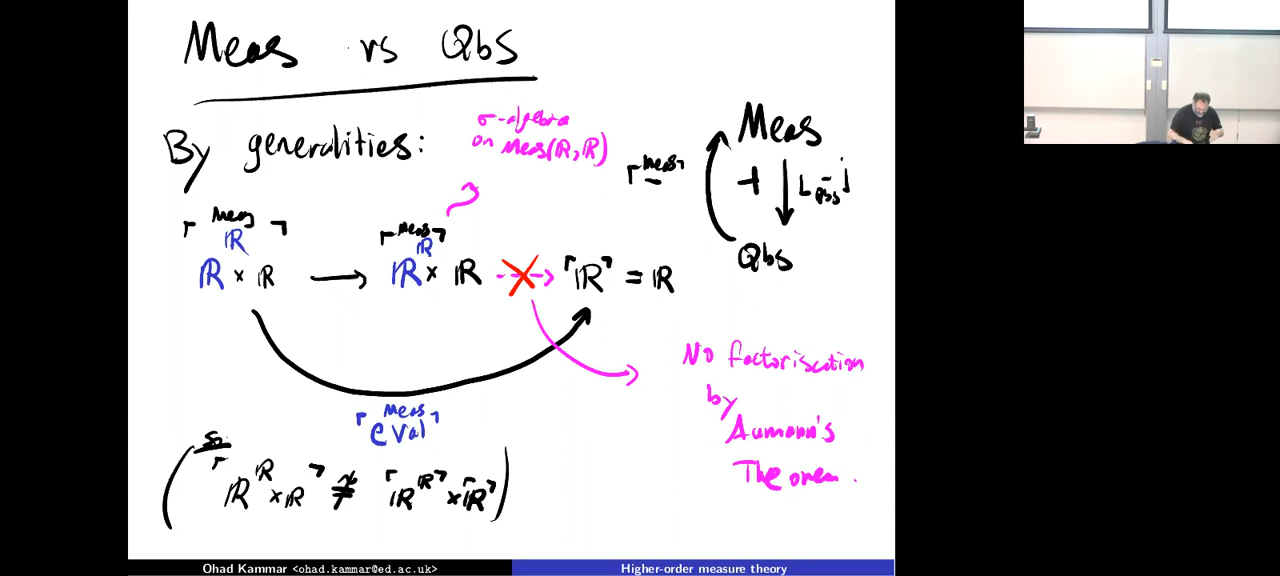 Meas vs Qbs
By generalities:
σ-algebra
on Meas(ℝ, ℝ)
⌜ Meas ⌝
ℝ
ℝ × ℝ
⌜ Meas ⌝
ℝ
ℝ × ℝ
⌜ℝ⌝ = ℝ
⌜ Meas ⌝
eval
( So
⌜ ℝ^ℝ × ℝ ⌝ ≇ ⌜ℝ^ℝ⌝ × ⌜ℝ⌝ )
Meas
⌜ Meas ⌝
−
⊣
⌞ − ⌟
Qbs
Qbs
No factorisation
by
Aumann's
Theorem.
Ohad Kammar <ohad.kammar@ed.ac.uk>
Higher-order measure theory